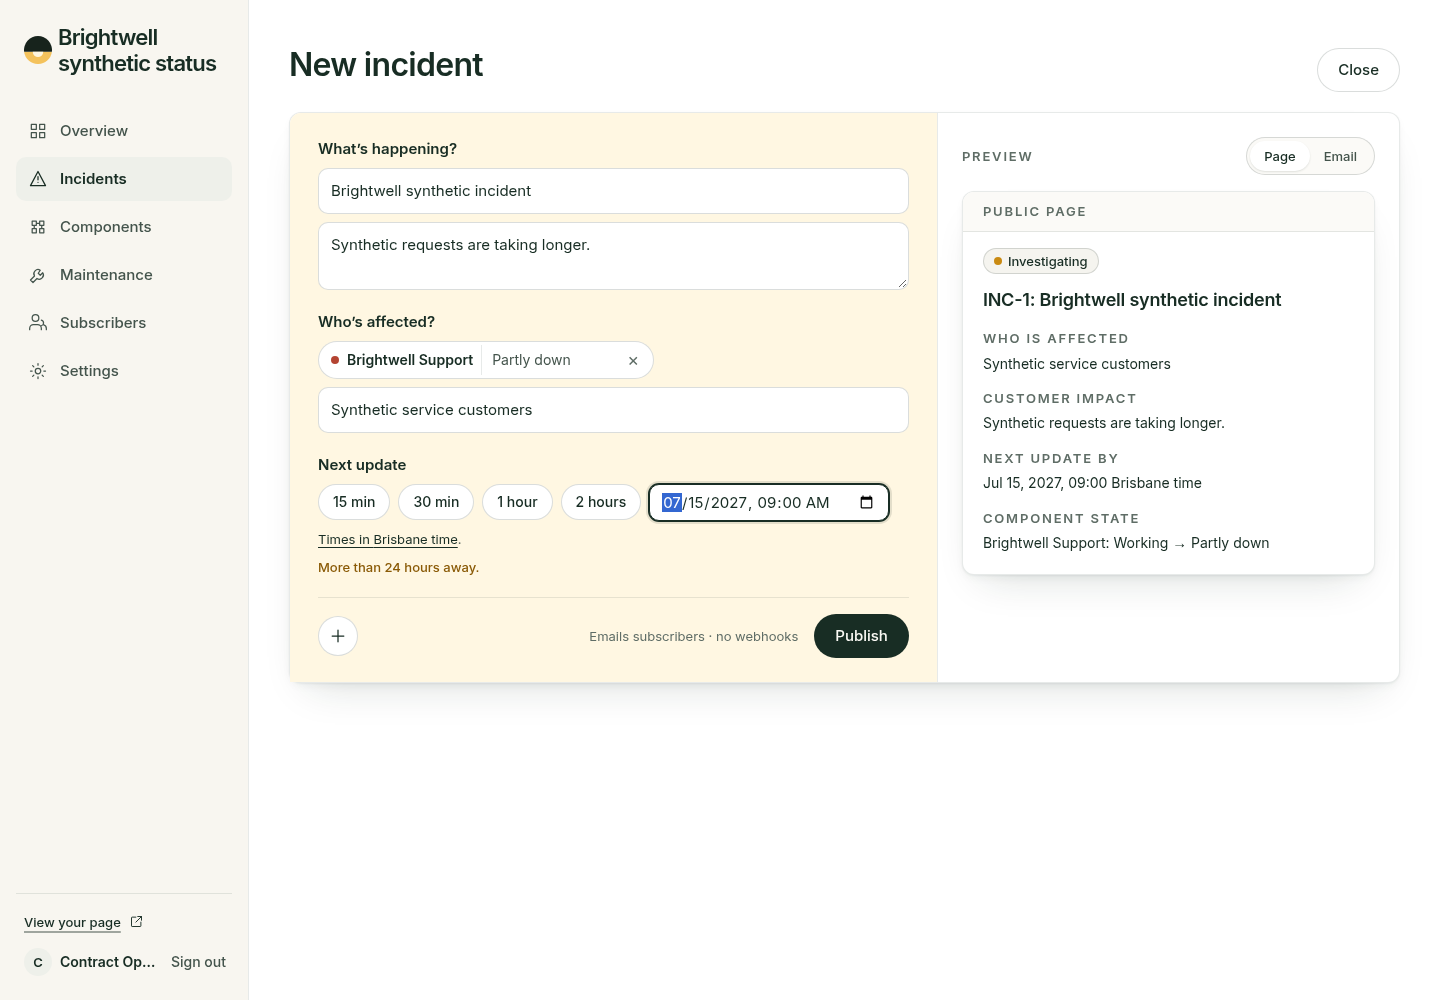 Brightwell
synthetic status
Overview
Incidents
Components
Maintenance
Subscribers
Settings
View your page
C
Contract Op...
Sign out
New incident
Close
What's happening?
Brightwell synthetic incident
Synthetic requests are taking longer.
Who's affected?
Brightwell Support
Partly down
×
Synthetic service customers
Next update
15 min
30 min
1 hour
2 hours
07/15/2027, 09:00 AM
Times in Brisbane time.
More than 24 hours away.
Emails subscribers · no webhooks
Publish
PREVIEW
Page
Email
PUBLIC PAGE
Investigating
INC-1: Brightwell synthetic incident
WHO IS AFFECTED
Synthetic service customers
CUSTOMER IMPACT
Synthetic requests are taking longer.
NEXT UPDATE BY
Jul 15, 2027, 09:00 Brisbane time
COMPONENT STATE
Brightwell Support: Working → Partly down